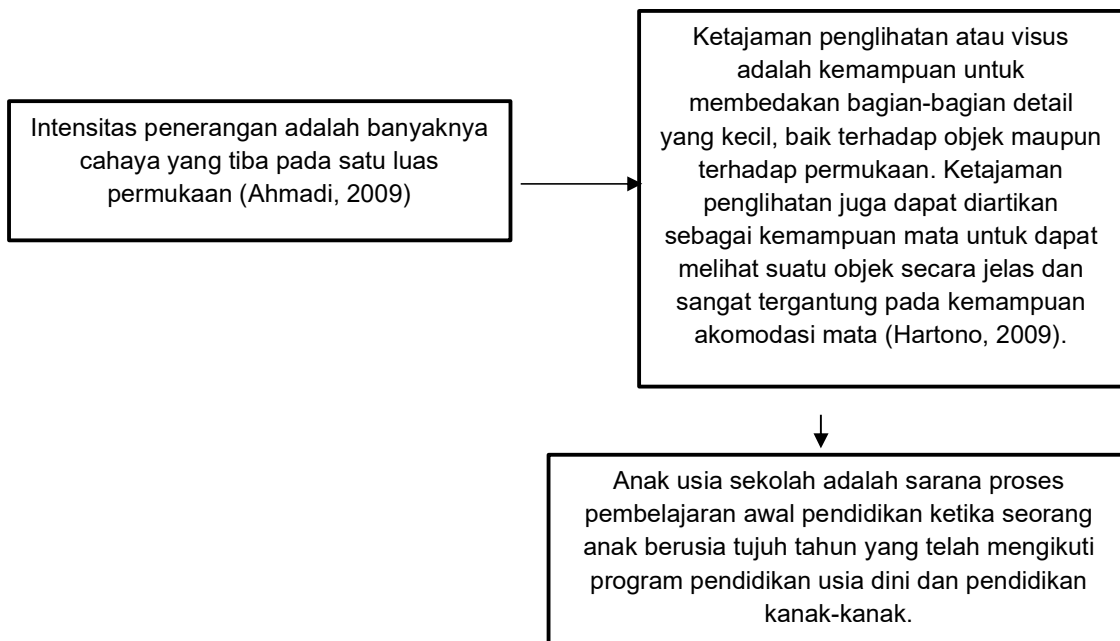 Intensitas penerangan adalah banyaknya
cahaya yang tiba pada satu luas
permukaan (Ahmadi, 2009)
Ketajaman penglihatan atau visus
adalah kemampuan untuk
membedakan bagian-bagian detail
yang kecil, baik terhadap objek maupun
terhadap permukaan. Ketajaman
penglihatan juga dapat diartikan
sebagai kemampuan mata untuk dapat
melihat suatu objek secara jelas dan
sangat tergantung pada kemampuan
akomodasi mata (Hartono, 2009).
Anak usia sekolah adalah sarana proses
pembelajaran awal pendidikan ketika seorang
anak berusia tujuh tahun yang telah mengikuti
program pendidikan usia dini dan pendidikan
kanak-kanak.